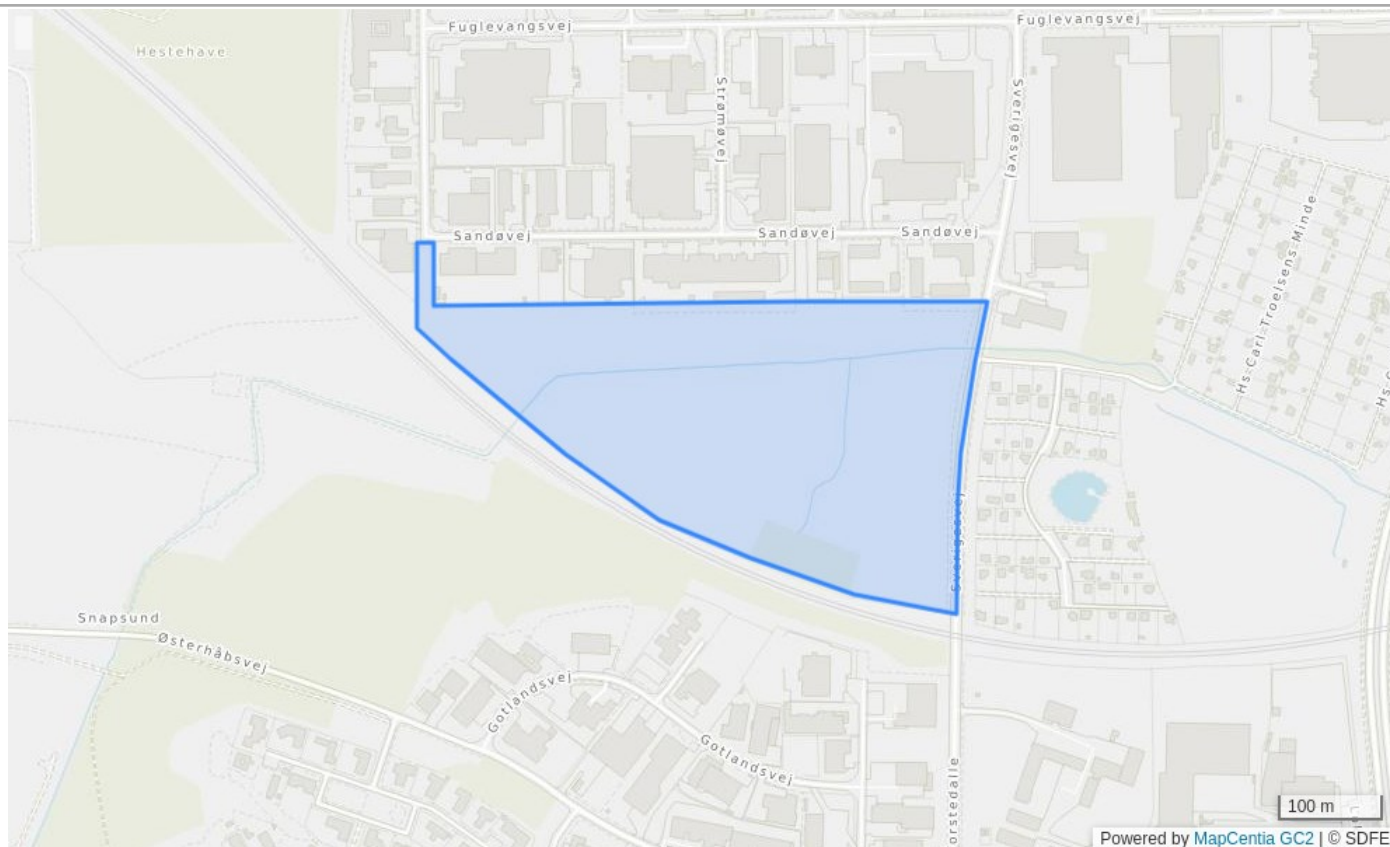 Fuglevangsvej
Fuglevangsvej
Hestehave
Strømøvej
Sverigesvej
Sandøvej
Sandøvej
Sandøvej
Hs-Carl-Troelsens-Minde
Sverigesvej
Snapsund
Østerhåbsvej
Gotlandsvej
Gotlandsvej
orstedalle
100 m
Powered by MapCentia GC2 | © SDFE